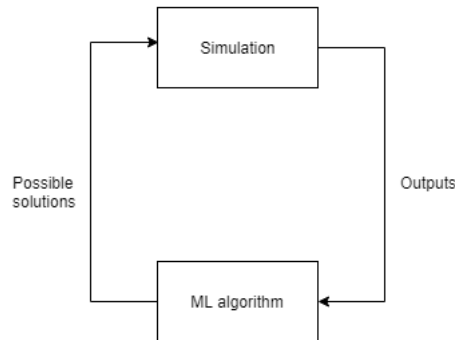 Simulation
Possible
solutions
Outputs
ML algorithm